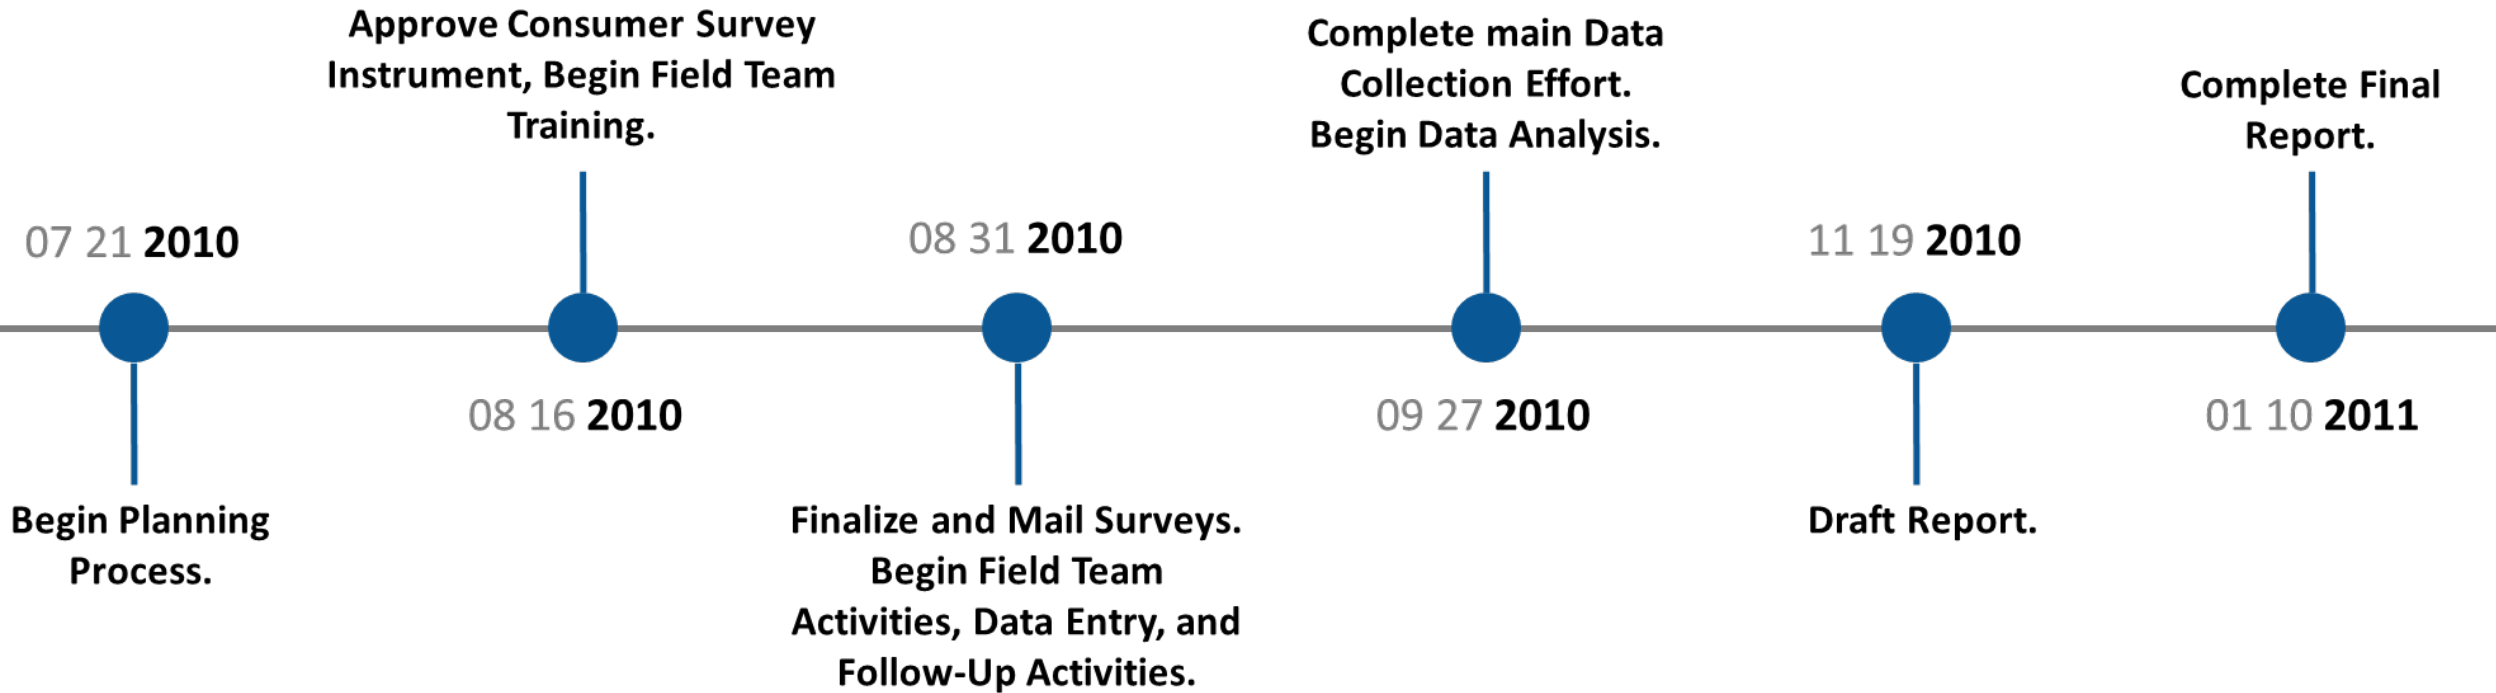 07 21 2010
Begin Planning
Process.
Approve Consumer Survey
Instrument, Begin Field Team
Training.
08 16 2010
08 31 2010
Finalize and Mail Surveys.
Begin Field Team
Activities, Data Entry, and
Follow-Up Activities.
Complete main Data
Collection Effort.
Begin Data Analysis.
09 27 2010
11 19 2010
Draft Report.
Complete Final
Report.
01 10 2011